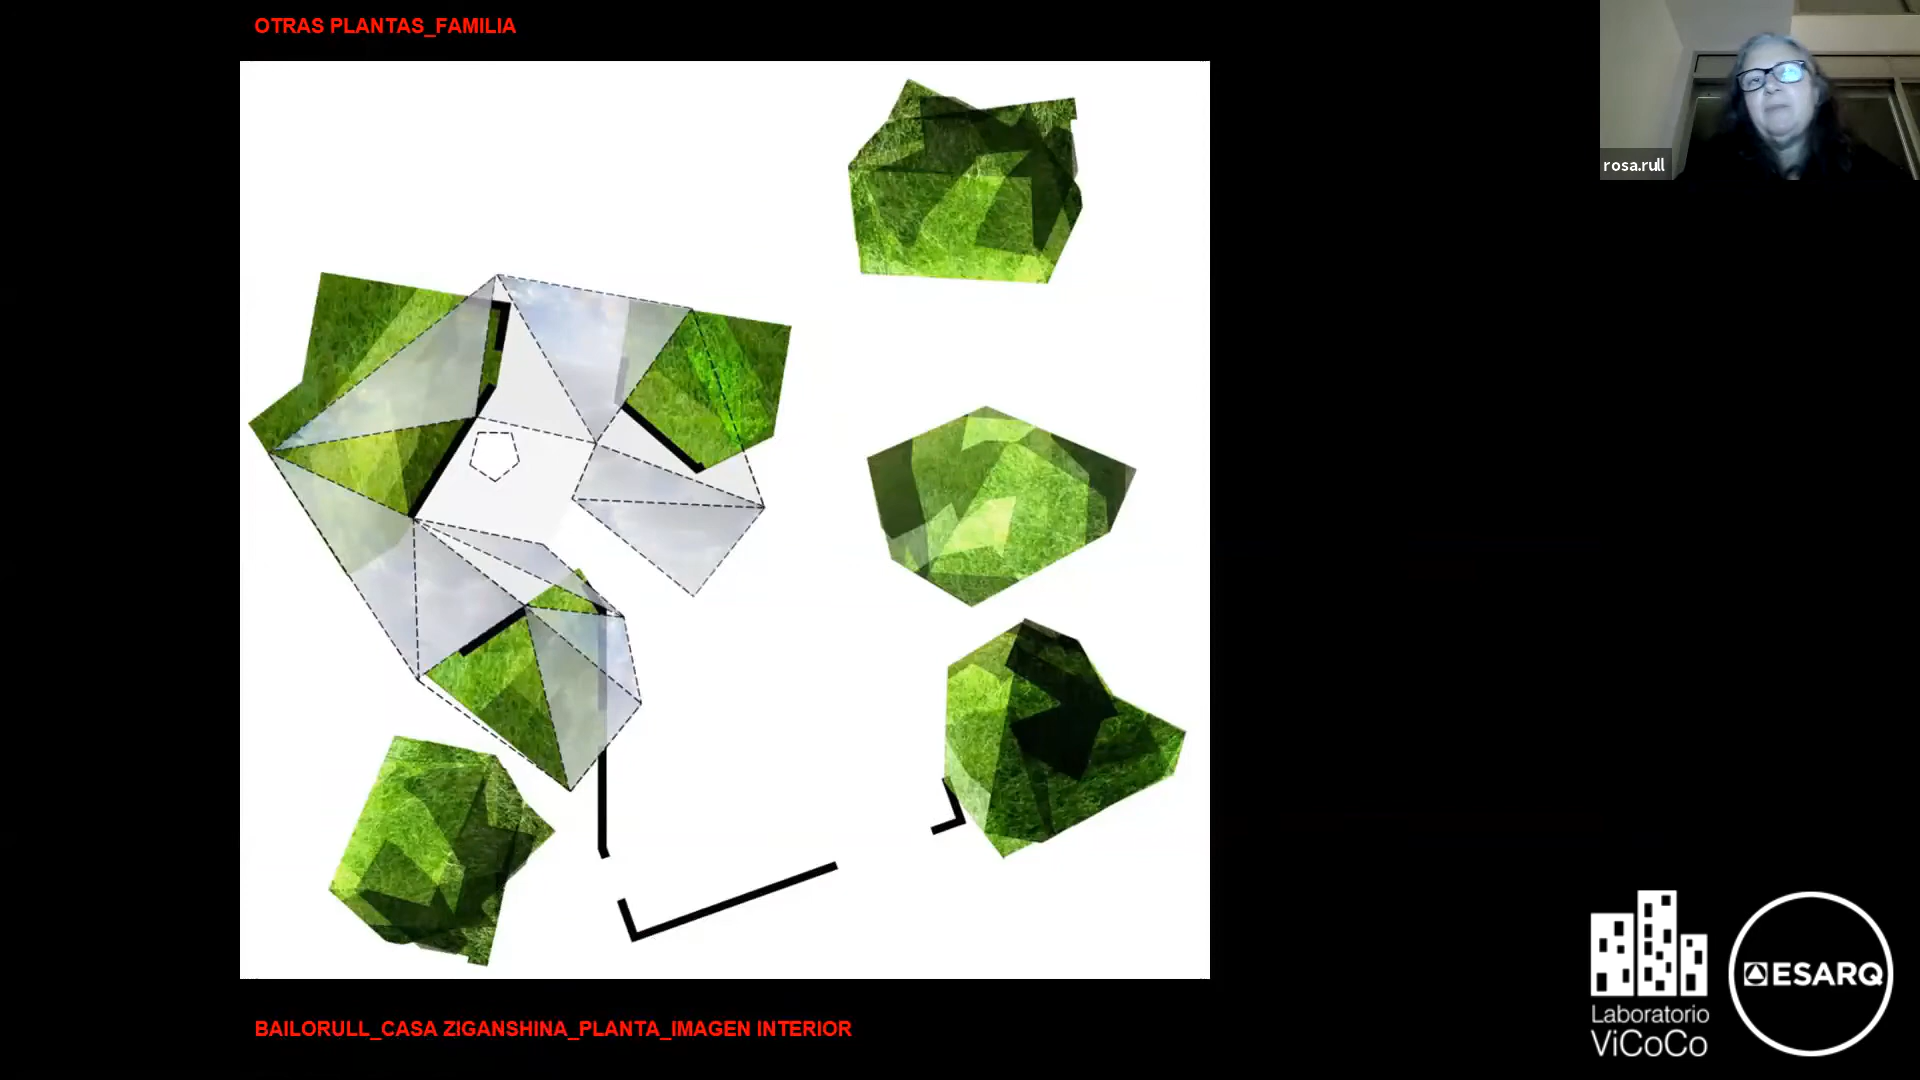 OTRAS PLANTAS_FAMILIA
rosa.rull
BAILORULL_CASA ZIGANSHINA_PLANTA_IMAGEN INTERIOR
Laboratorio
ViCoCo
ESARQ